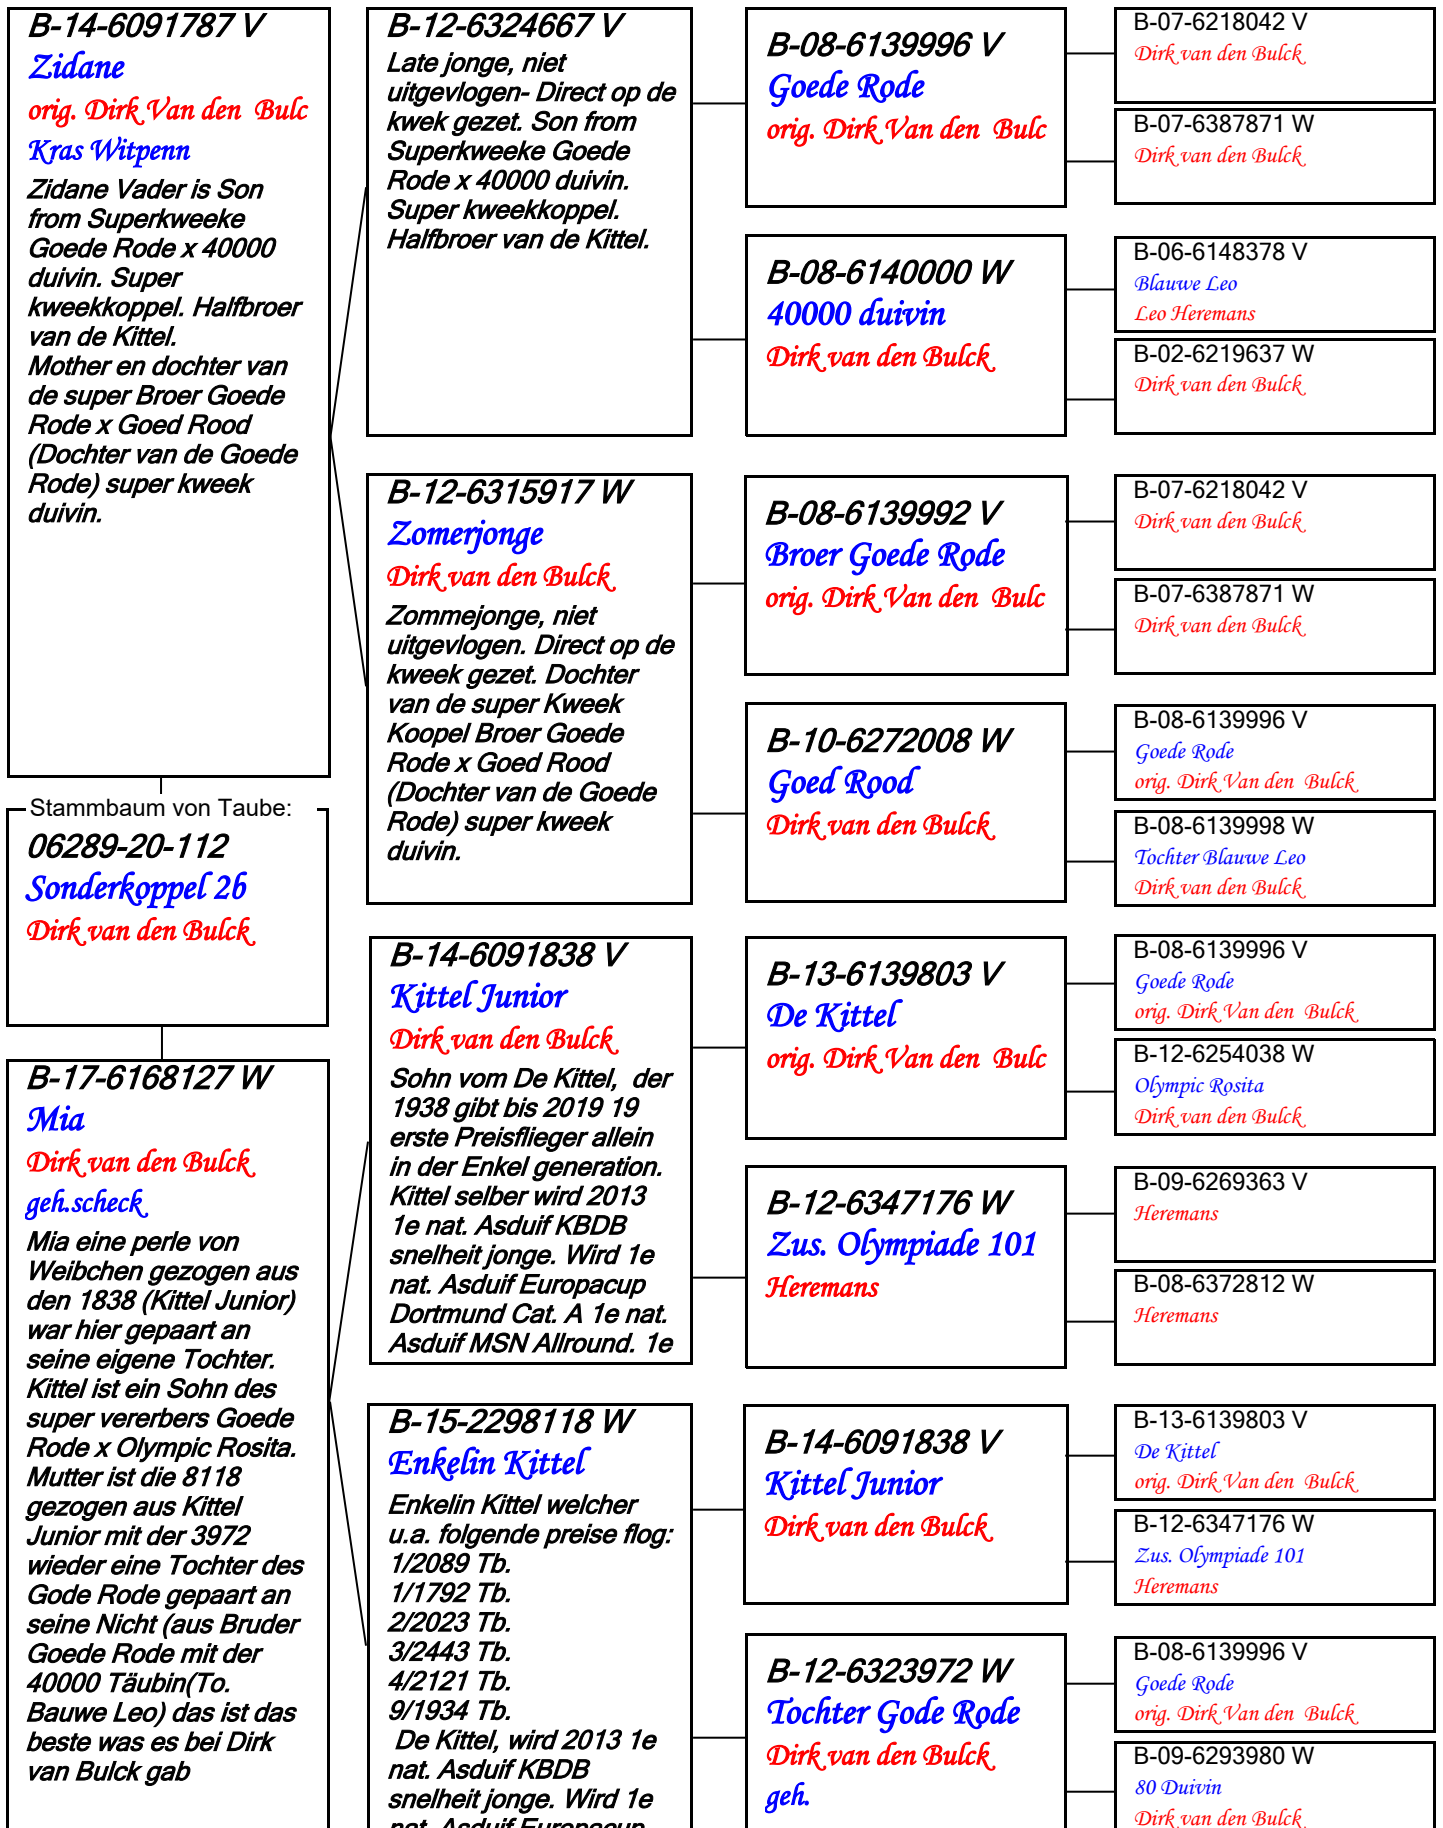 B-14-6091787 V
Zidane
orig. Dirk Van den Bulc
Kras Witpenn
Zidane Vader is Son
from Superkweeke
Goede Rode x 40000
duivin. Super
kweekkoppel. Halfbroer
van de Kittel.
Mother en dochter van
de super Broer Goede
Rode x Goed Rood
(Dochter van de Goede
Rode) super kweek
duivin.
Stammbaum von Taube:
06289-20-112
Sonderkoppel 2b
Dirk van den Bulck
B-17-6168127 W
Mia
Dirk van den Bulck
geh.scheck
Mia eine perle von
Weibchen gezogen aus
den 1838 (Kittel Junior)
war hier gepaart an
seine eigene Tochter.
Kittel ist ein Sohn des
super vererbers Goede
Rode x Olympic Rosita.
Mutter ist die 8118
gezogen aus Kittel
Junior mit der 3972
wieder eine Tochter des
Gode Rode gepaart an
seine Nicht (aus Bruder
Goede Rode mit der
40000 Täubin(To.
Bauwe Leo) das ist das
beste was es bei Dirk
van Bulck gab
B-12-6324667 V
Late jonge, niet
uitgevlogen- Direct op de
kwek gezet. Son from
Superkweeke Goede
Rode x 40000 duivin.
Super kweekkoppel.
Halfbroer van de Kittel.
B-12-6315917 W
Zomerjonge
Dirk van den Bulck
Zommejonge, niet
uitgevlogen. Direct op de
kweek gezet. Dochter
van de super Kweek
Koopel Broer Goede
Rode x Goed Rood
(Dochter van de Goede
Rode) super kweek
duivin.
B-14-6091838 V
Kittel Junior
Dirk van den Bulck
Sohn vom De Kittel, der
1938 gibt bis 2019 19
erste Preisflieger allein
in der Enkel generation.
Kittel selber wird 2013
1e nat. Asduif KBDB
snelheit jonge. Wird 1e
nat. Asduif Europacup
Dortmund Cat. A 1e nat.
Asduif MSN Allround. 1e
B-15-2298118 W
Enkelin Kittel
Enkelin Kittel welcher
u.a. folgende preise flog:
1/2089 Tb.
1/1792 Tb.
2/2023 Tb.
3/2443 Tb.
4/2121 Tb.
9/1934 Tb.
De Kittel, wird 2013 1e
nat. Asduif KBDB
snelheit jonge. Wird 1e
nat. Asduif Europacup
B-08-6139996 V
Goede Rode
orig. Dirk Van den Bulc
B-08-6140000 W
40000 duivin
Dirk van den Bulck
B-08-6139992 V
Broer Goede Rode
orig. Dirk Van den Bulc
B-10-6272008 W
Goed Rood
Dirk van den Bulck
B-13-6139803 V
De Kittel
orig. Dirk Van den Bulc
B-12-6347176 W
Zus. Olympiade 101
Heremans
B-14-6091838 V
Kittel Junior
Dirk van den Bulck
B-12-6323972 W
Tochter Gode Rode
Dirk van den Bulck
geh.
B-07-6218042 V
Dirk van den Bulck
B-07-6387871 W
Dirk van den Bulck
B-06-6148378 V
Blauwe Leo
Leo Heremans
B-02-6219637 W
Dirk van den Bulck
B-07-6218042 V
Dirk van den Bulck
B-07-6387871 W
Dirk van den Bulck
B-08-6139996 V
Goede Rode
orig. Dirk Van den Bulck
B-08-6139998 W
Tochter Blauwe Leo
Dirk van den Bulck
B-08-6139996 V
Goede Rode
orig. Dirk Van den Bulck
B-12-6254038 W
Olympic Rosita
Dirk van den Bulck
B-09-6269363 V
Heremans
B-08-6372812 W
Heremans
B-13-6139803 V
De Kittel
orig. Dirk Van den Bulck
B-12-6347176 W
Zus. Olympiade 101
Heremans
B-08-6139996 V
Goede Rode
orig. Dirk Van den Bulck
B-09-6293980 W
80 Duivin
Dirk van den Bulck